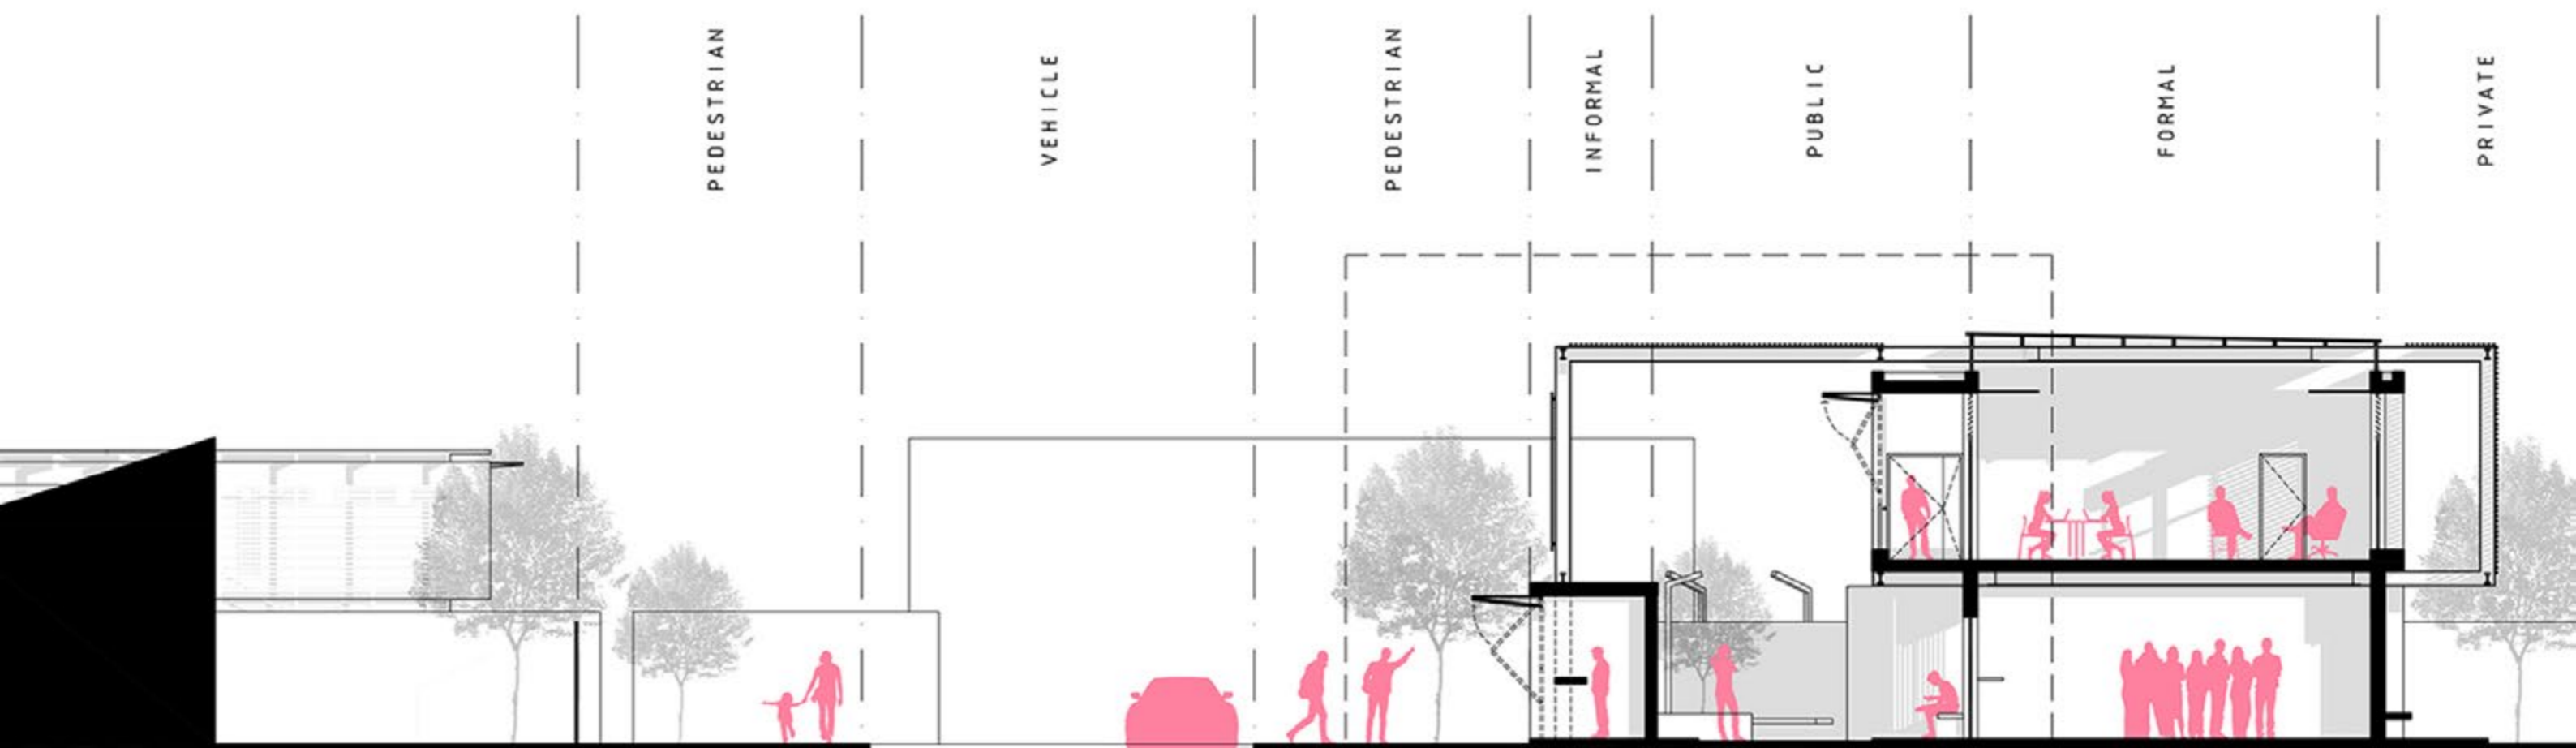 PEDESTRIAN
VEHICLE
PEDESTRIAN
INFORMAL
PUBLIC
FORMAL
PRIVATE